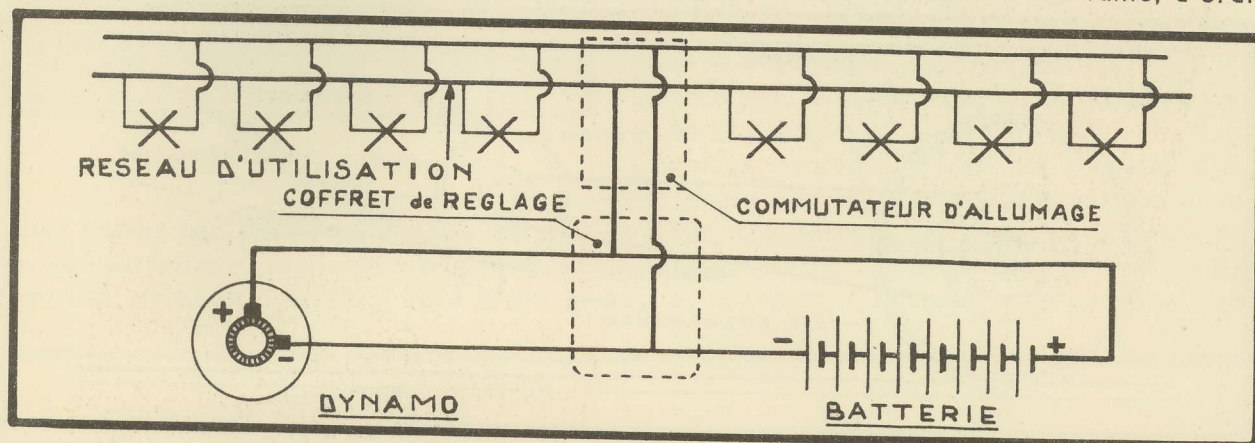 RESEAU D'UTILISATION
COFFRET de REGLAGE
COMMUTATEUR D'ALLUMAGE
+
-
-
+
DYNAMO
BATTERIE